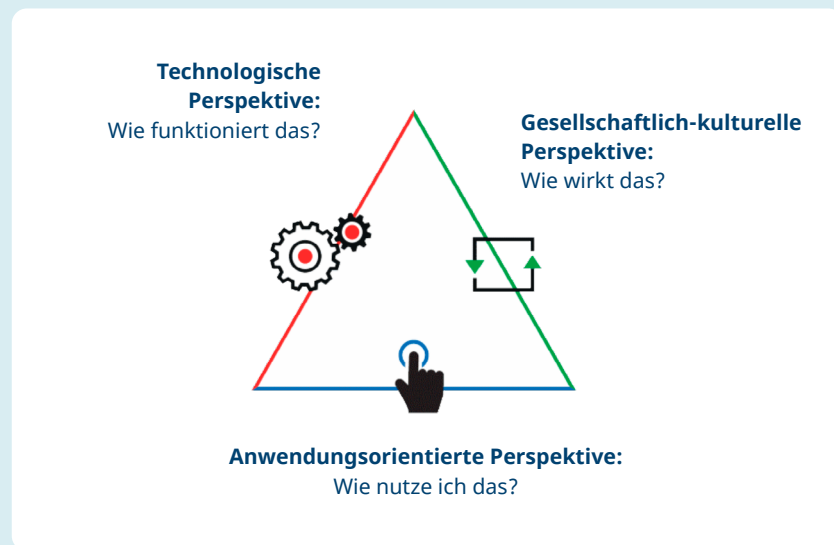 Technologische
Perspektive:
Wie funktioniert das?
Gesellschaftlich-kulturelle
Perspektive:
Wie wirkt das?
Anwendungsorientierte Perspektive:
Wie nutze ich das?